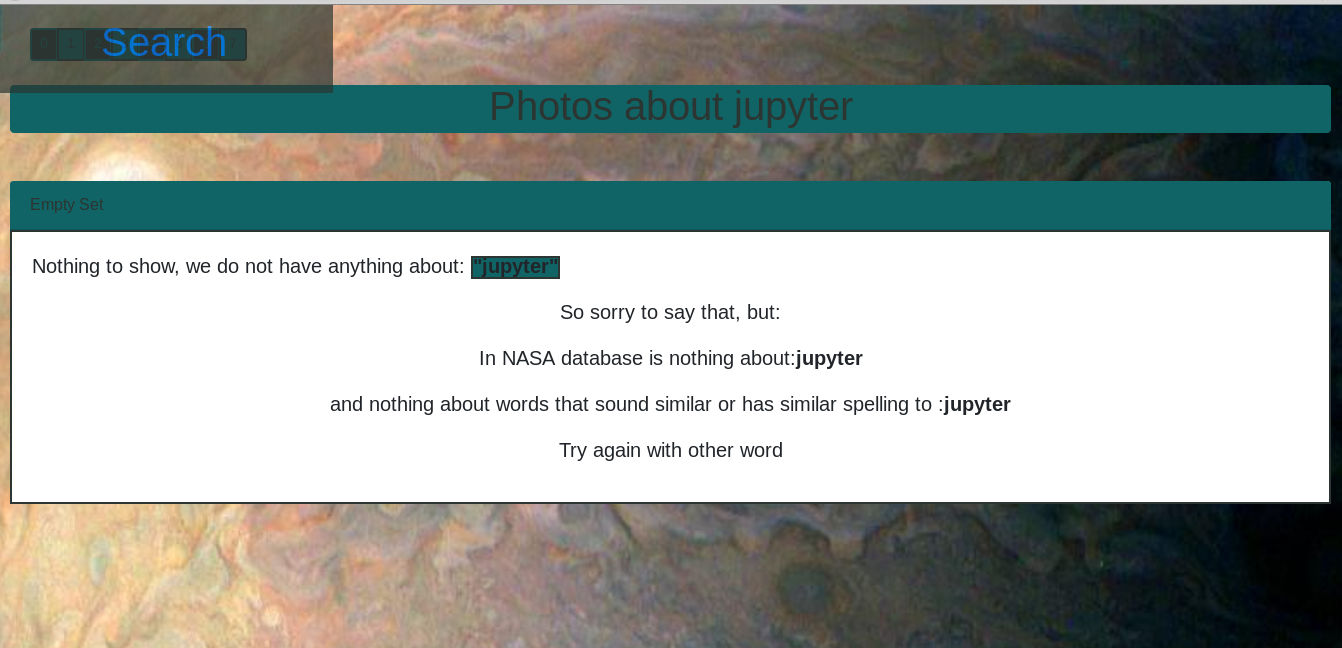 Search
Photos about jupyter
Empty Set
Nothing to show, we do not have anything about: "jupyter"
So sorry to say that, but:
In NASA database is nothing about:jupyter
and nothing about words that sound similar or has similar spelling to :jupyter
Try again with other word